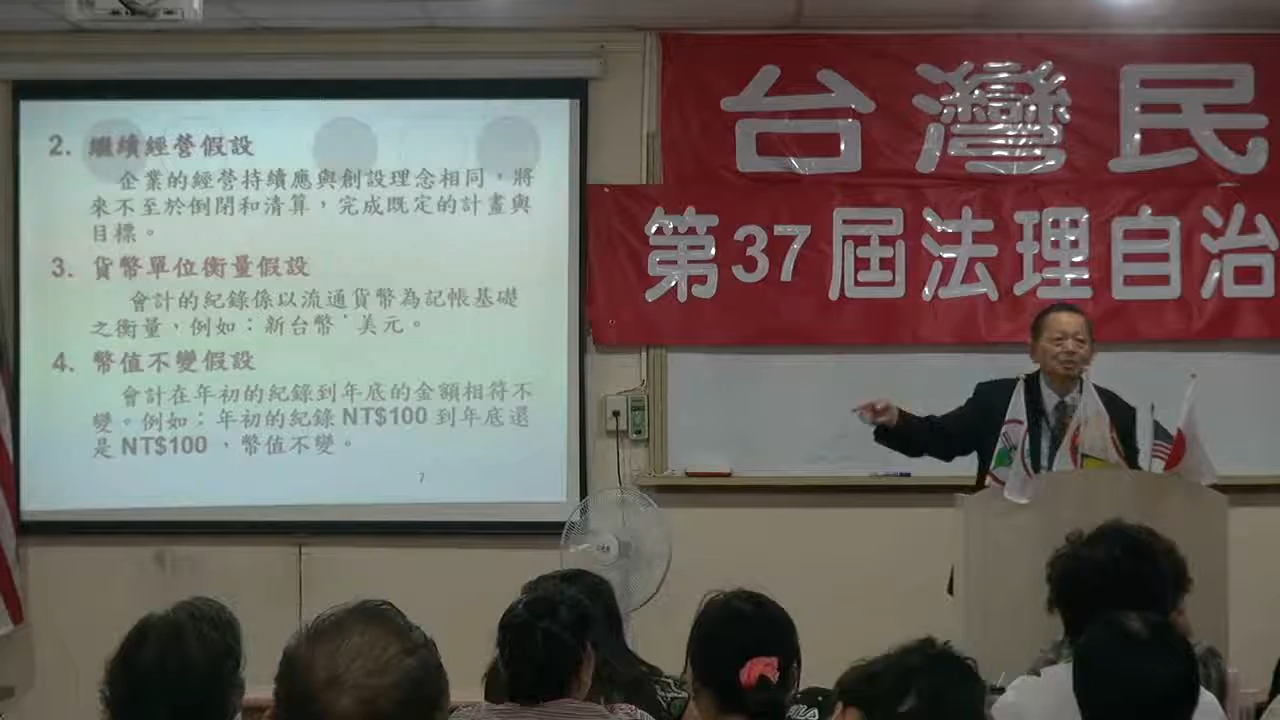 2. 繼續經營假設
企業的經營持續應與創設理念相同，將
來不至於倒閉和清算，完成既定的計畫與
目標。
3. 貨幣單位衡量假設
會計的紀錄係以流通貨幣為記帳基礎
之衡量，例如：新台幣、美元。
4. 幣值不變假設
會計在年初的紀錄到年底的金額相符不
變。例如：年初的紀錄 NT$100 到年底還
是 NT$100 ，幣值不變。
7
台灣民
第37屆法理自治